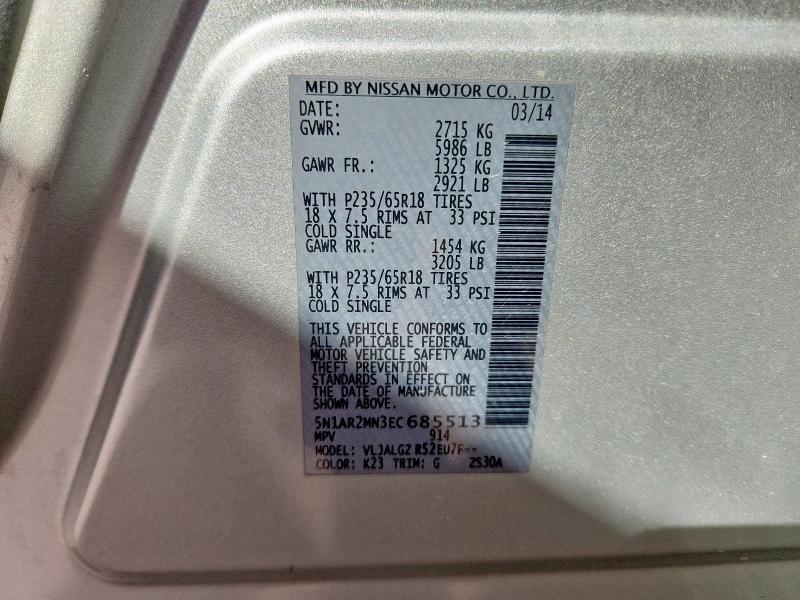 MFD BY NISSAN MOTOR CO., LTD.
DATE: 03/14
GVWR: 2715 KG
5986 LB
GAWR FR.: 1325 KG
2921 LB
WITH P235/65R18 TIRES
18 X 7.5 RIMS AT 33 PSI
COLD SINGLE
GAWR RR.: 1454 KG
3205 LB
WITH P235/65R18 TIRES
18 X 7.5 RIMS AT 33 PSI
COLD SINGLE
THIS VEHICLE CONFORMS TO
ALL APPLICABLE FEDERAL
MOTOR VEHICLE SAFETY AND
THEFT PREVENTION
STANDARDS IN EFFECT ON
THE DATE OF MANUFACTURE
SHOWN ABOVE.
5N1AR2MN3EC685513
MPV 914
MODEL: VLJALGZ R52EU7F--
COLOR: K23 TRIM: G ZS30A